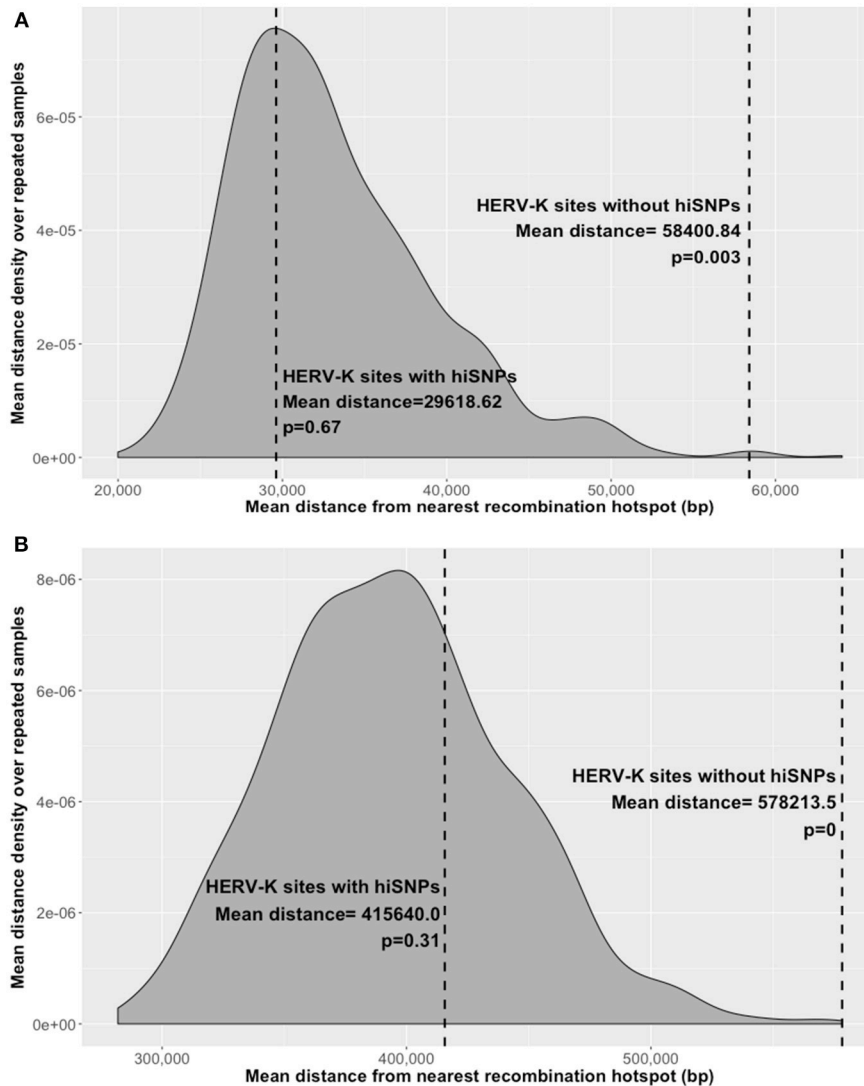 A
Mean distance density over repeated samples
6e-05
4e-05
2e-05
0e+00
HERV-K sites without hiSNPs
Mean distance= 58400.84
p=0.003
HERV-K sites with hiSNPs
Mean distance=29618.62
p=0.67
20,000
30,000
40,000
50,000
60,000
Mean distance from nearest recombination hotspot (bp)
B
Mean distance density over repeated samples
8e-06
6e-06
4e-06
2e-06
0e+00
HERV-K sites without hiSNPs
Mean distance= 578213.5
p=0
HERV-K sites with hiSNPs
Mean distance= 415640.0
p=0.31
300,000
400,000
500,000
Mean distance from nearest recombination hotspot (bp)